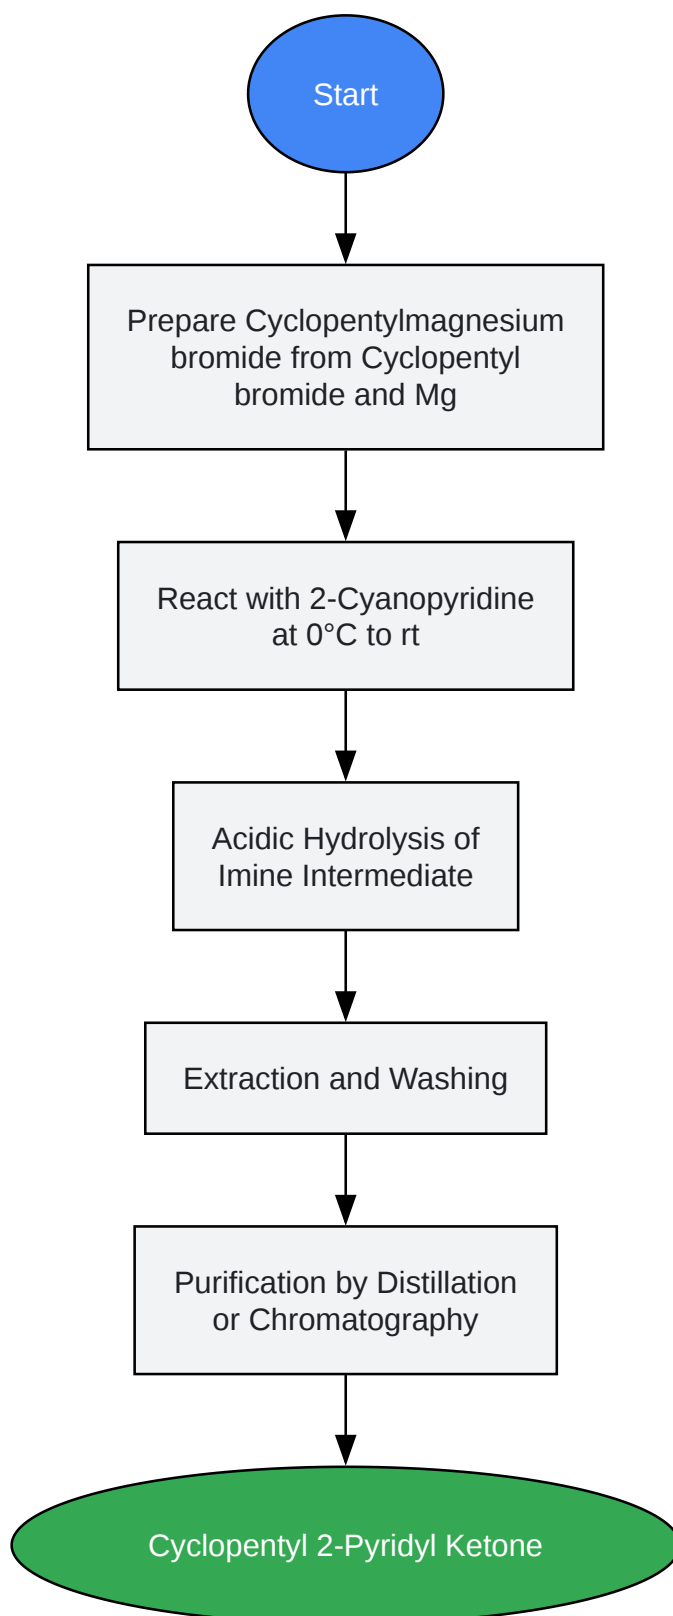 Start
Prepare Cyclopentylmagnesium
bromide from Cyclopentyl
bromide and Mg
React with 2-Cyanopyridine
at 0°C to rt
Acidic Hydrolysis of
Imine Intermediate
Extraction and Washing
Purification by Distillation
or Chromatography
Cyclopentyl 2-Pyridyl Ketone